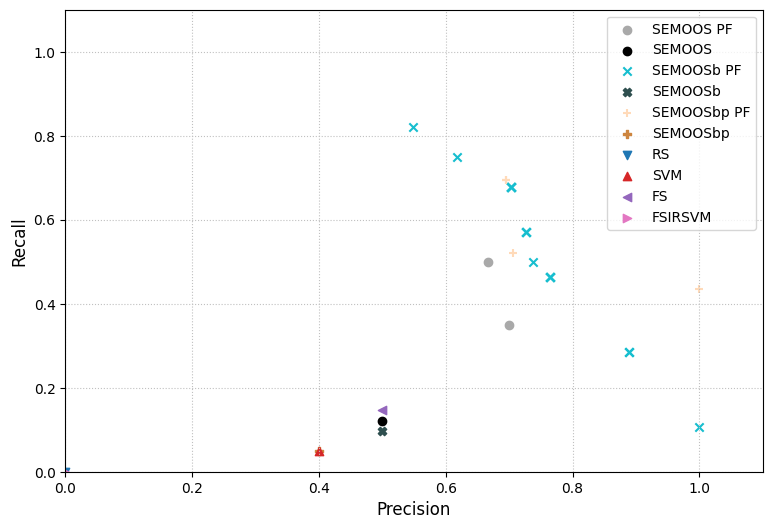 SEMOOS PF
SEMOOS
SEMOOSb PF
SEMOOSb
SEMOOSbp PF
SEMOOSbp
RS
SVM
FS
FSIRSVM
1.0
0.8
0.6
0.4
0.2
0.0
Recall
0.0 0.2 0.4 0.6 0.8 1.0
Precision